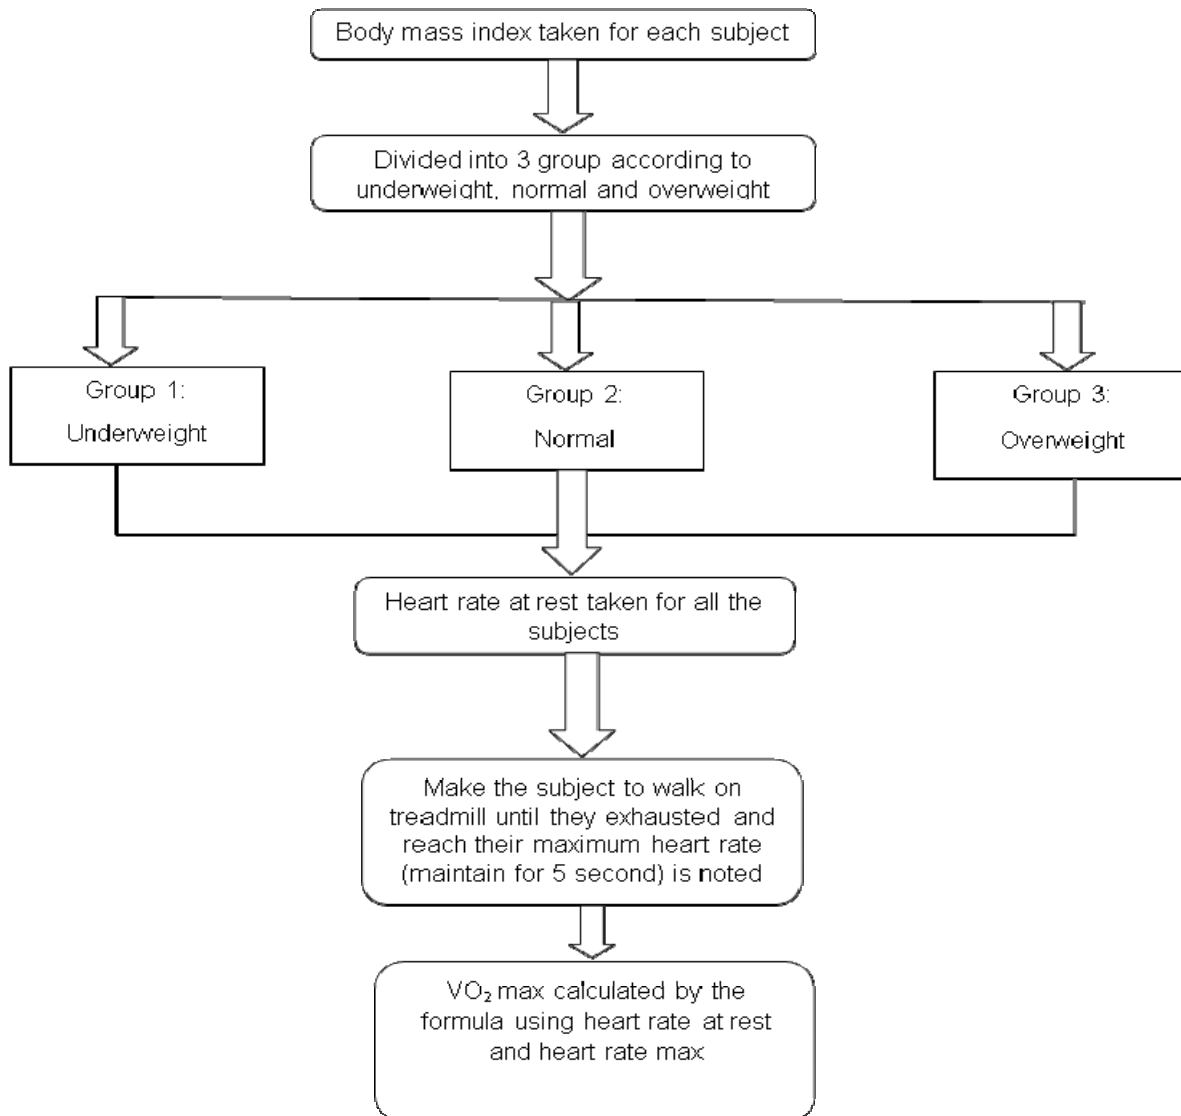 Body mass index taken for each subject
Divided into 3 group according to
underweight, normal and overweight
Group 1:
Underweight
Group 2:
Normal
Group 3:
Overweight
Heart rate at rest taken for all the
subjects
Make the subject to walk on
treadmill until they exhausted and
reach their maximum heart rate
(maintain for 5 second) is noted
VO₂ max calculated by the
formula using heart rate at rest
and heart rate max